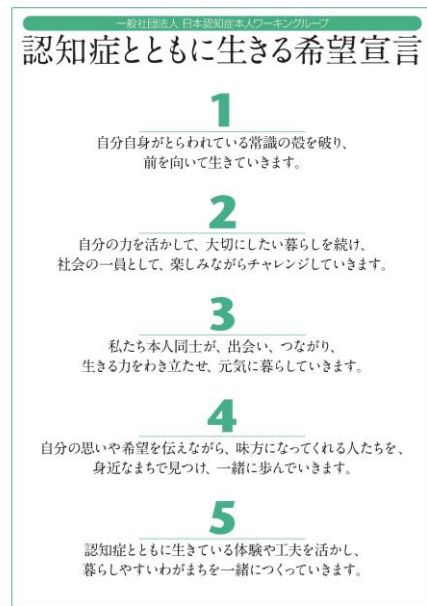 一般社団法人 日本認知症本人ワーキンググループ
認知症とともに生きる希望宣言
1
自分自身がとらわれている常識の殻を破り、
前を向いて生きていきます。
2
自分の力を活かして、大切にしたい暮らしを続け、
社会の一員として、楽しみながらチャレンジしていきます。
3
私たち本人同士が、出会い、つながり、
生きる力をわき立たせ、元気に暮らしていきます。
4
自分の思いや希望を伝えながら、味方になってくれる人たちを、
身近なまちで見つけ、一緒に歩んでいきます。
5
認知症とともに生きている体験や工夫を活かし、
暮らしやすいわがまちを一緒につくっていきます。